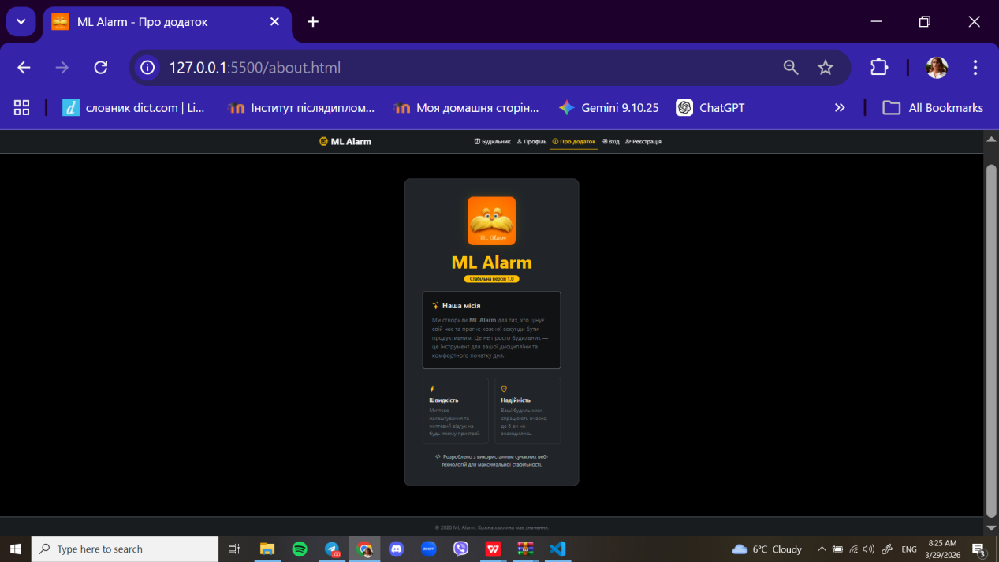 ML Alarm - Про додаток
127.0.0.1:5500/about.html
словник dict.com | Li...
Інститут післядиплом...
Моя домашня сторін...
Gemini 9.10.25
ChatGPT
All Bookmarks
ML Alarm
Будильник
Профіль
Про додаток
Вхід
Реєстрація
ML Alarm
ML Alarm
Стабільна версія 1.0
Наша місія
Ми створили ML Alarm для тих, хто цінує
свій час та прагне кожної секунди бути
продуктивним. Це не просто будильник —
це інструмент для вашої дисципліни та
комфортного початку дня.
Швидкість
Миттєве
налаштування та
миттєвий відгук на
будь-якому пристрої.
Надійність
Ваші будильники
спрацюють вчасно,
де б ви не
знаходились.
Розроблено з використанням сучасних веб-
технологій для максимальної стабільності.
© 2026 ML Alarm. Кожна хвилина має значення.
Type here to search
zoom
6°C Cloudy
ENG
8:25 AM
3/29/2026
3